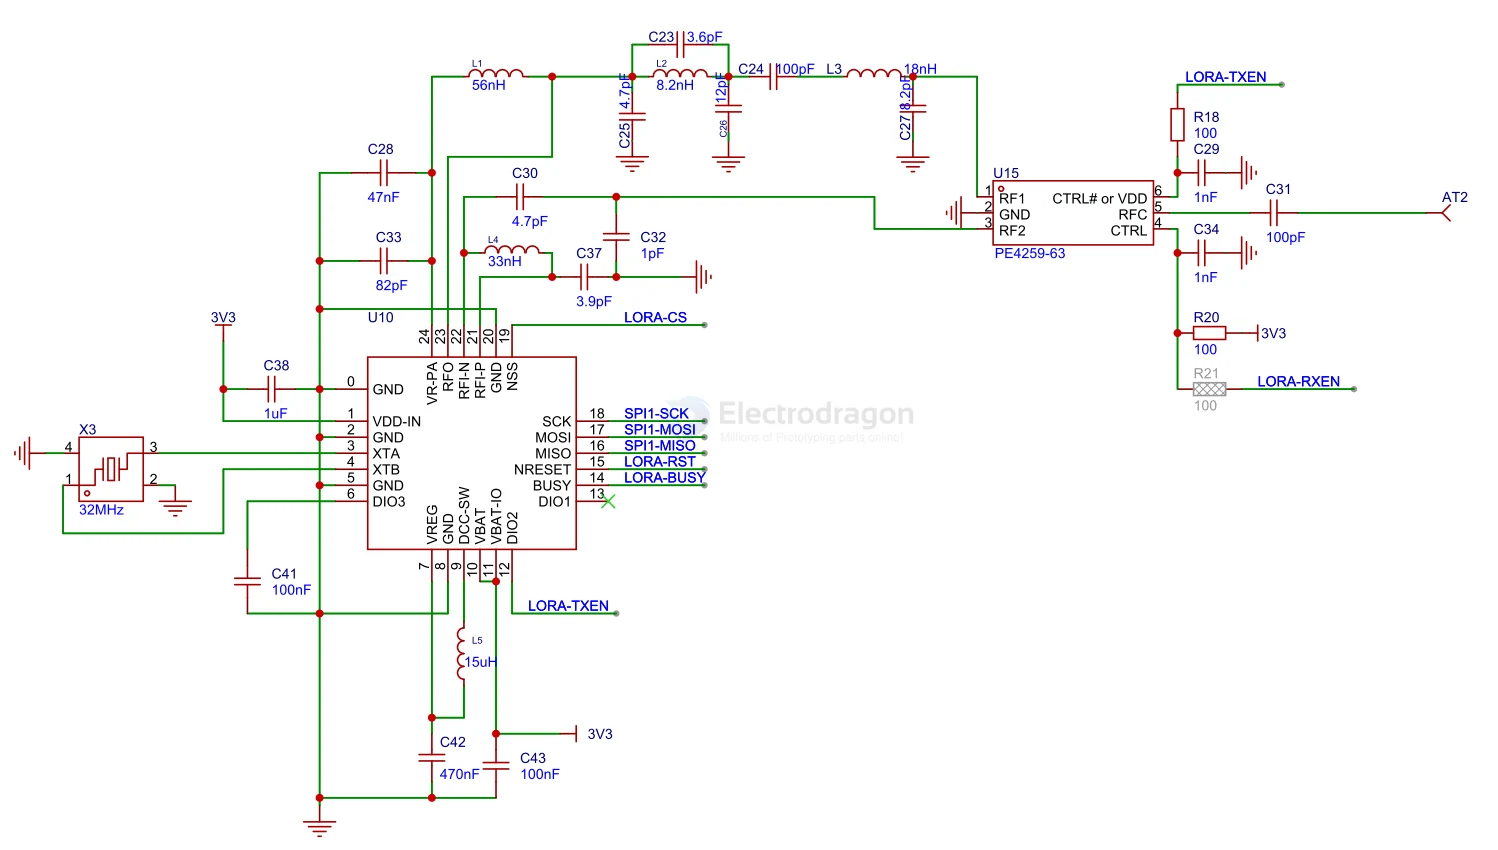 C23
3.6pF
L1
56nH
L2
8.2nH
C24
100pF
L3
18nH
4.7pF
C25
12pF
C26
8.2pF
C27
LORA-TXEN
R18
100
C29
1nF
C28
47nF
C30
4.7pF
U15
1
RF1
2
GND
3
RF2
CTRL# or VDD
6
RFC
5
CTRL
4
PE4259-63
C31
100pF
AT2
C34
1nF
C33
82pF
L4
33nH
C37
3.9pF
C32
1pF
R20
100
3V3
R21
100
LORA-RXEN
3V3
U10
LORA-CS
24
23
22
21
20
19
VR-PA
RFO
RFI-N
RFI-P
GND
NSS
C38
1uF
0
GND
1
VDD-IN
2
GND
3
XTA
4
XTB
5
GND
6
DIO3
SCK
18
SPI1-SCK
MOSI
17
SPI1-MOSI
MISO
16
SPI1-MISO
NRESET
15
LORA-RST
BUSY
14
LORA-BUSY
DIO1
13
Electrodragon
Millions of Prototyping parts online!
X3
4
3
1
2
32MHz
VREG
GND
DCC-SW
VBAT
VBAT-IO
DIO2
7
8
9
10
11
12
C41
100nF
LORA-TXEN
L5
15uH
C42
470nF
3V3
C43
100nF